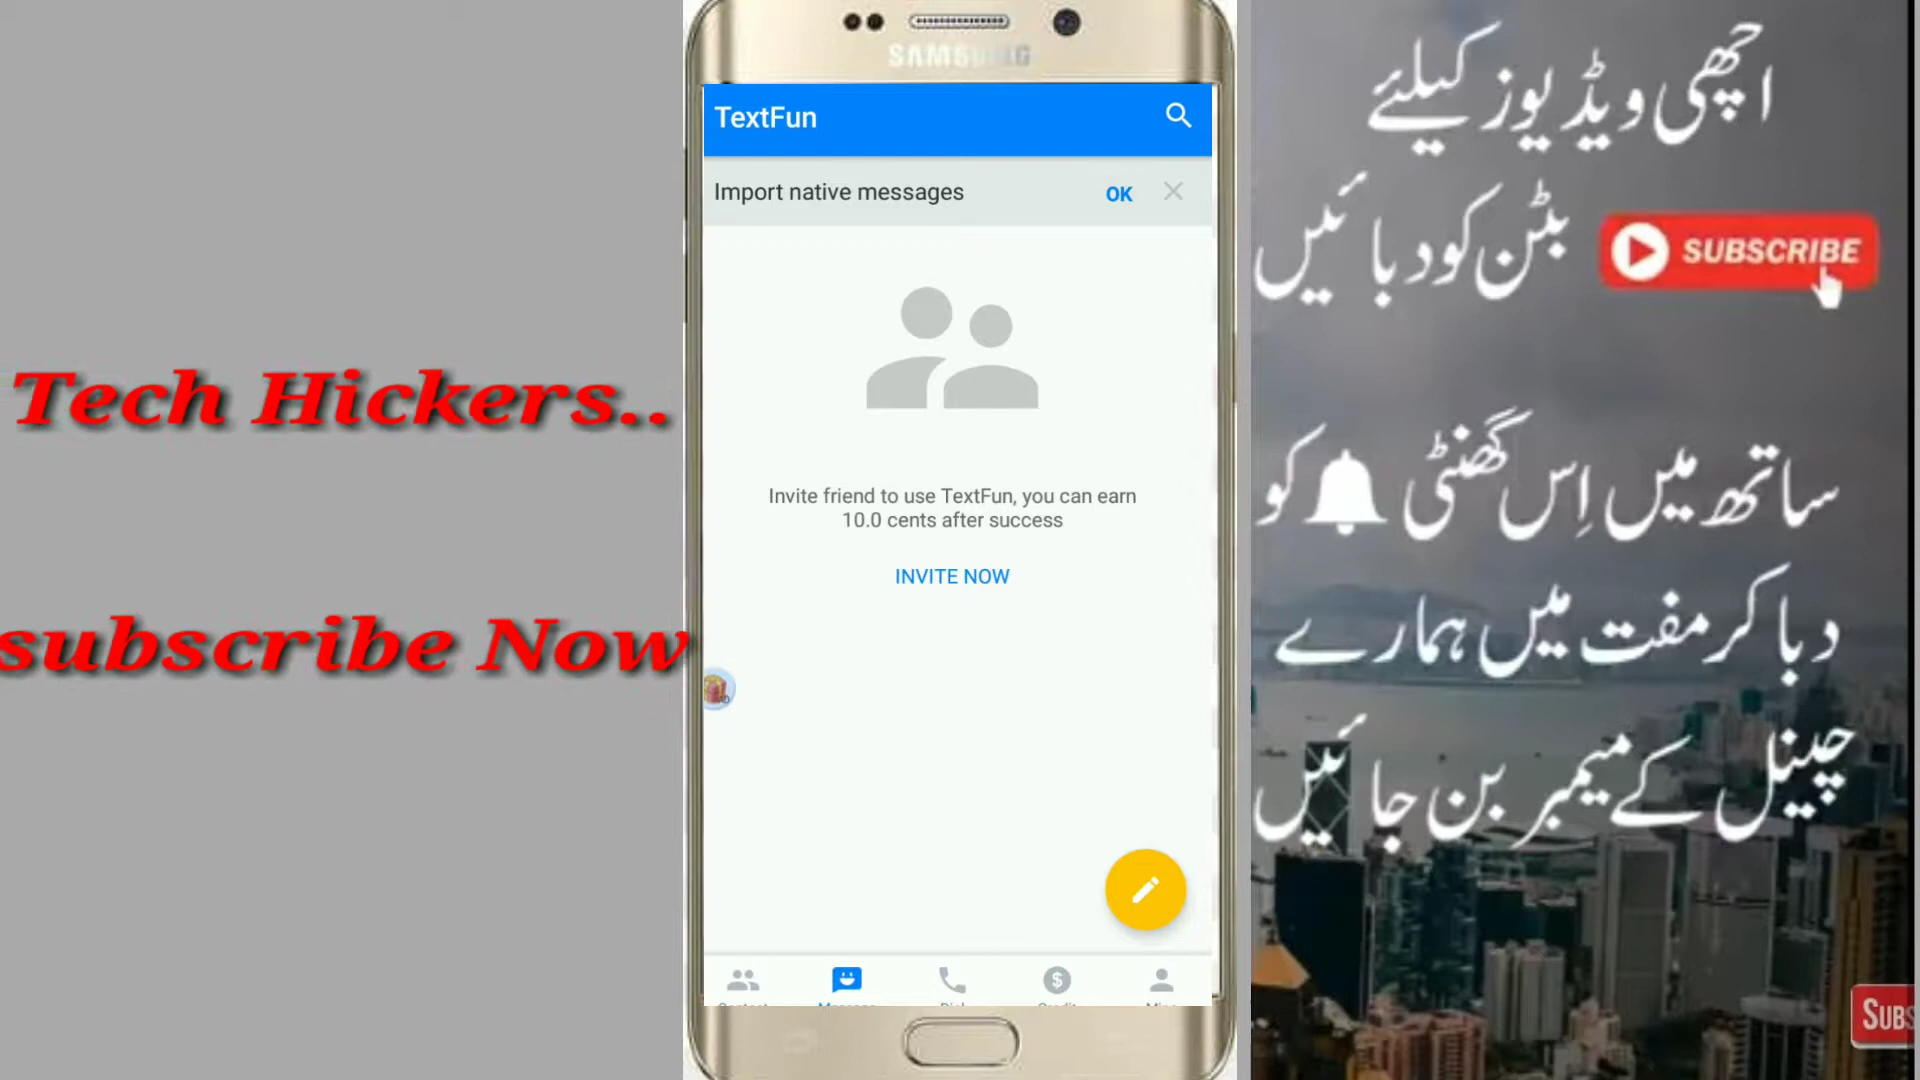 Tech Hickers..
subscribe Now
SAMSUNG
TextFun
Import native messages
OK
Invite friend to use TextFun, you can earn
10.0 cents after success
INVITE NOW
اچھی ویڈیوز کیلئے
SUBSCRIBE بٹن کو دبائیں
ساتھ میں اِس گھنٹی کو
دبا کر مفت میں ہمارے
چینل کے میمبر بن جائیں
SUBS